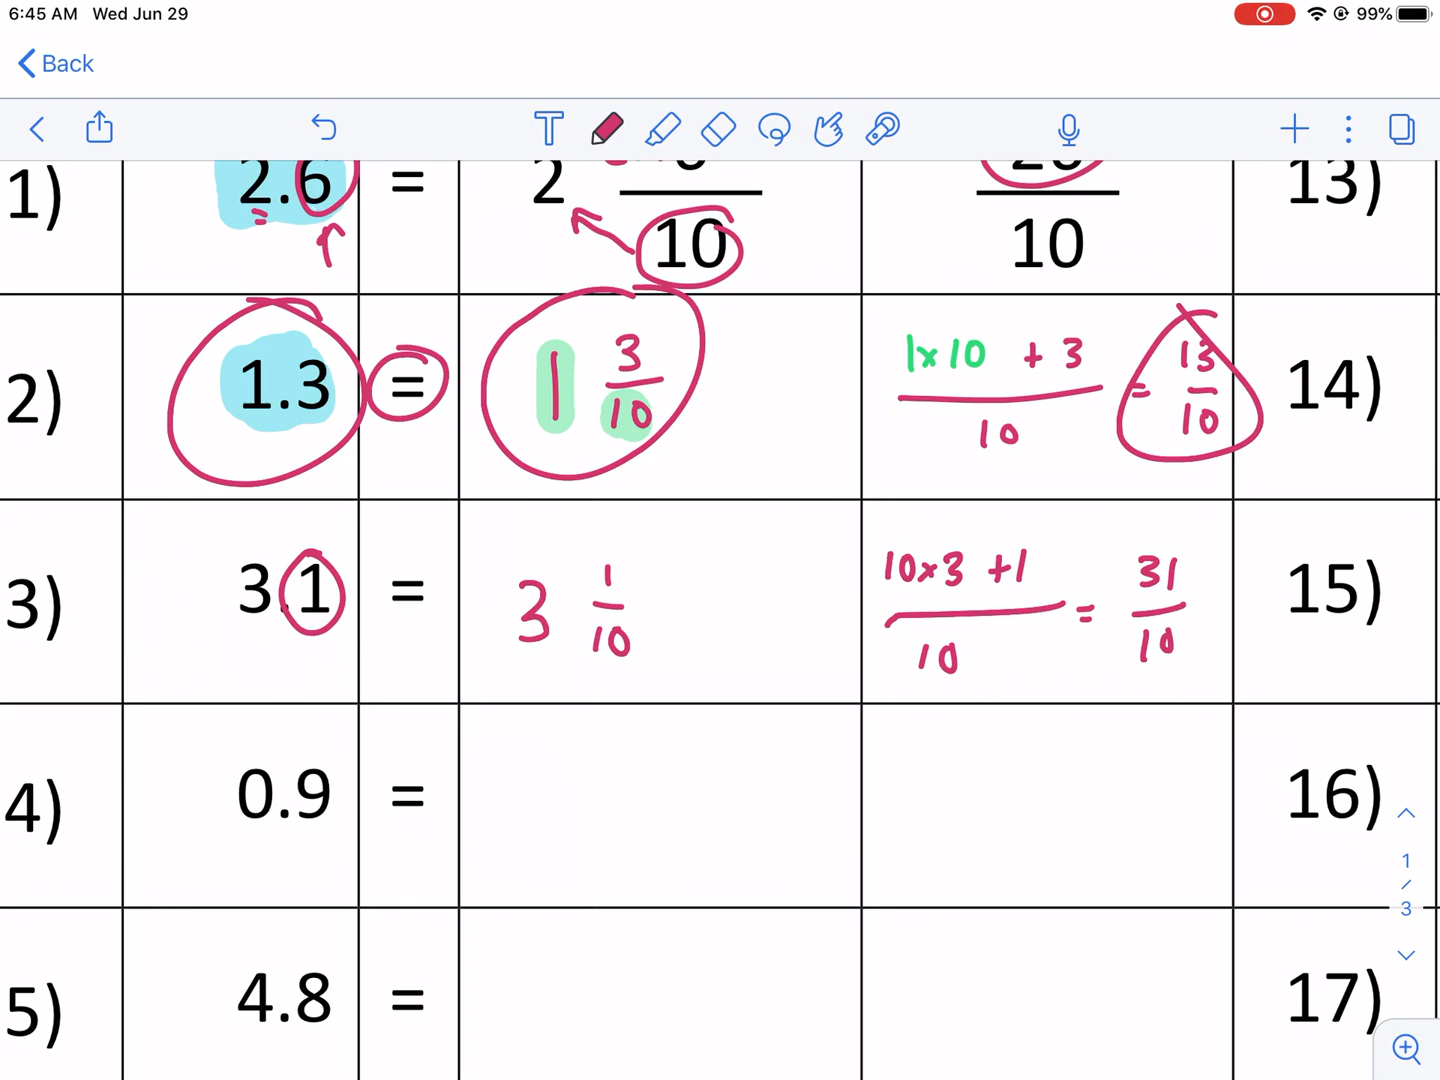 6:45 AM Wed Jun 29 99%
Back
T
1) 2.6 = 2 10 10 13)
2) 1.3 = 1 3/10 (1x10 + 3)/10 = 13/10 14)
3) 3.1 = 3 1/10 (10x3 +1)/10 = 31/10 15)
4) 0.9 = 16)
1
/
3
5) 4.8 = 17)